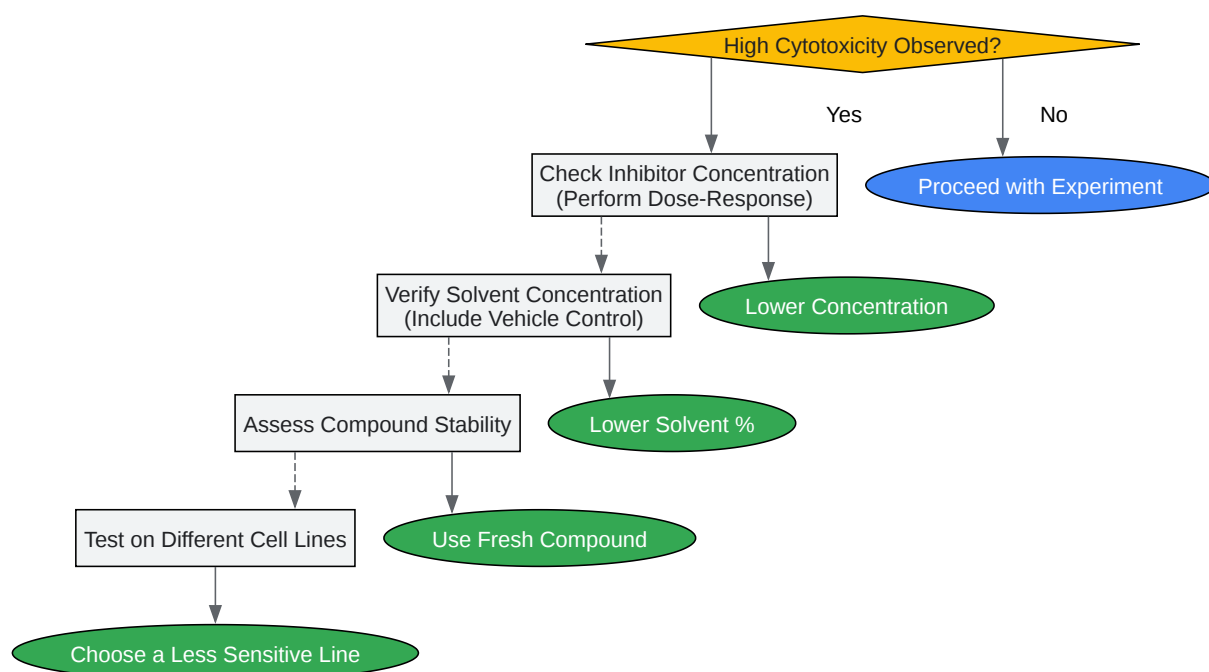 High Cytotoxicity Observed?
Yes
No
Check Inhibitor Concentration
(Perform Dose-Response)
Proceed with Experiment
Verify Solvent Concentration
(Include Vehicle Control)
Lower Concentration
Assess Compound Stability
Lower Solvent %
Test on Different Cell Lines
Use Fresh Compound
Choose a Less Sensitive Line